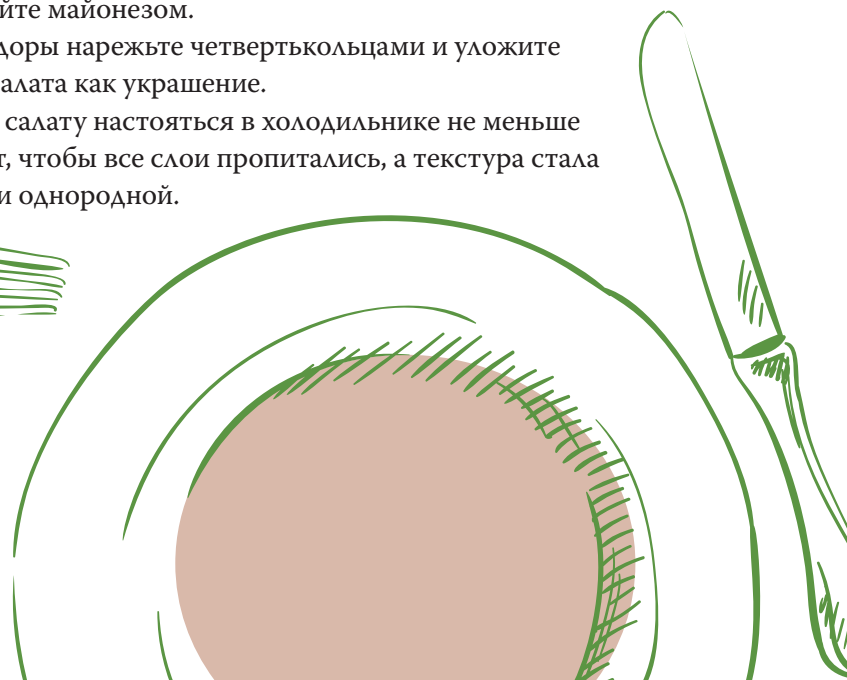 йте майонезом.
доры нарежьте четвертькольцами и уложите
алата как украшение.
салату настояться в холодильнике не меньше
т, чтобы все слои пропитались, а текстура стала
и однородной.